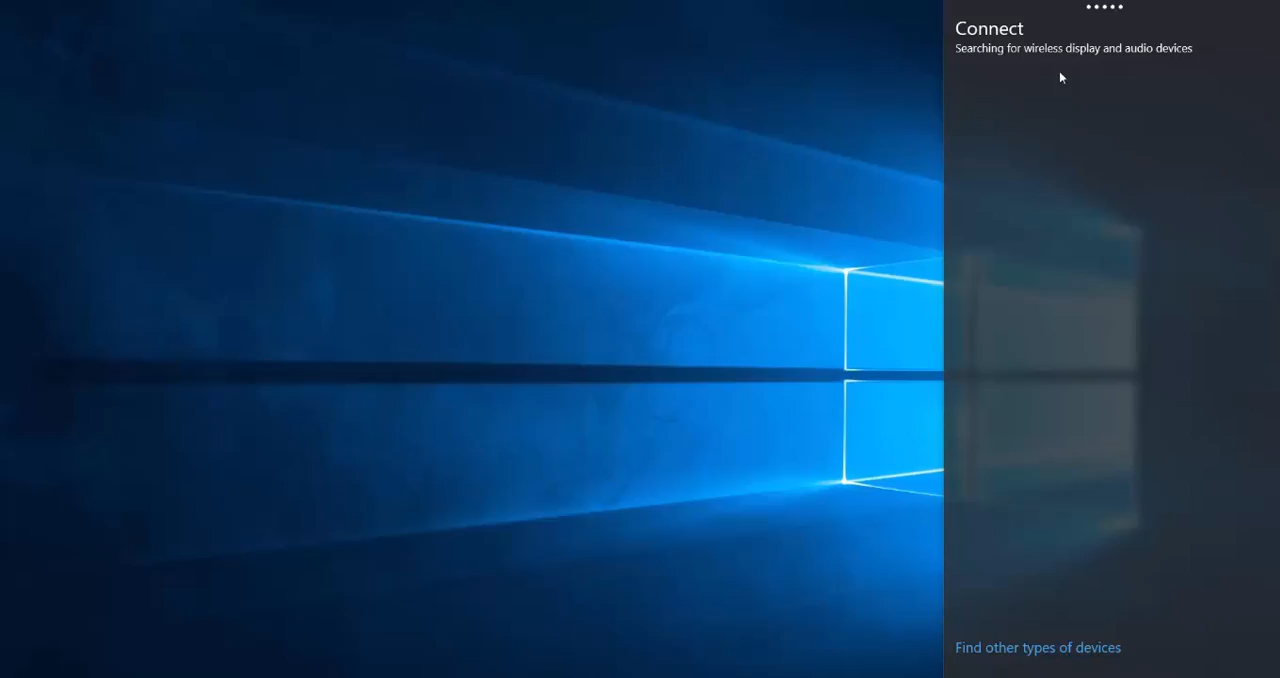 Connect
Searching for wireless display and audio devices
Find other types of devices